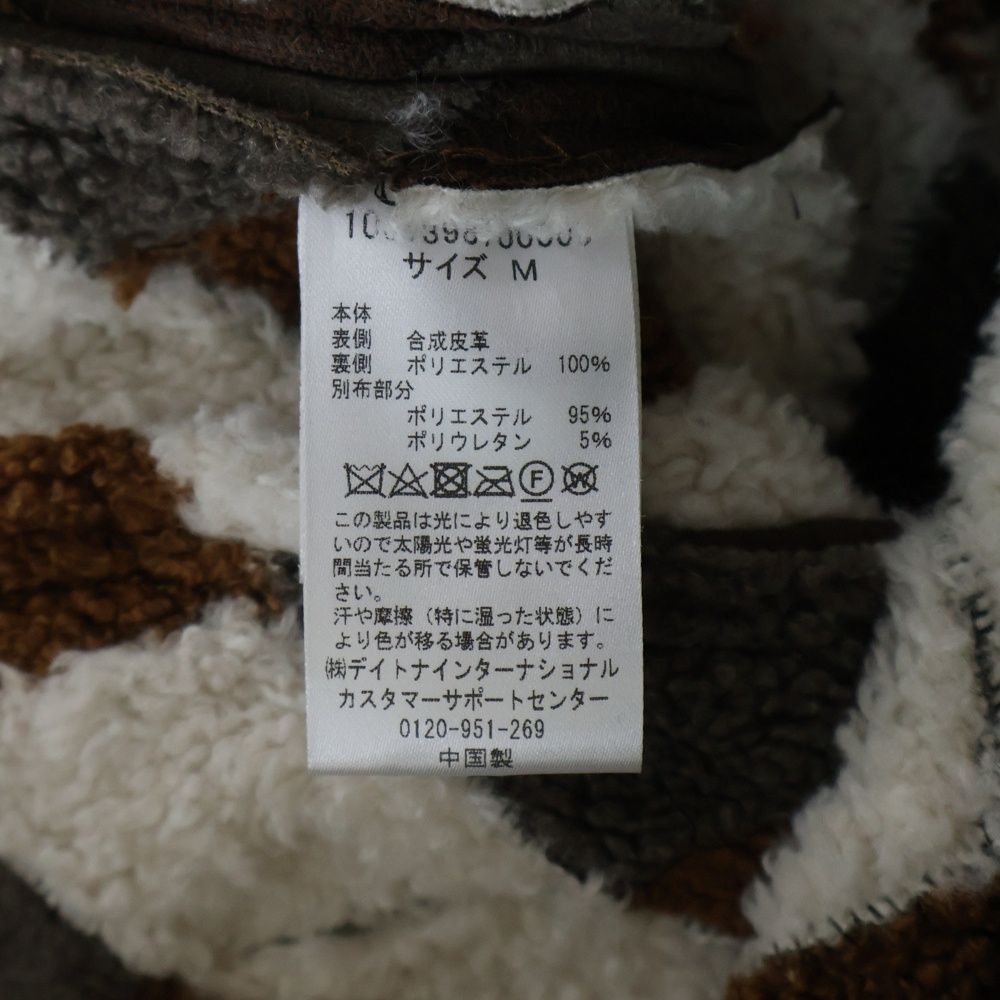 サイズ M
本体
表側 合成皮革
裏側 ポリエステル 100%
別布部分
ポリエステル 95%
ポリウレタン 5%
F W
この製品は光により退色しやす
いので太陽光や蛍光灯等が長時
間当たる所で保管しないでくだ
さい。
汗や摩擦（特に湿った状態）に
より色が移る場合があります。
㈱デイトナインターナショナル
カスタマーサポートセンター
0120-951-269
中国製